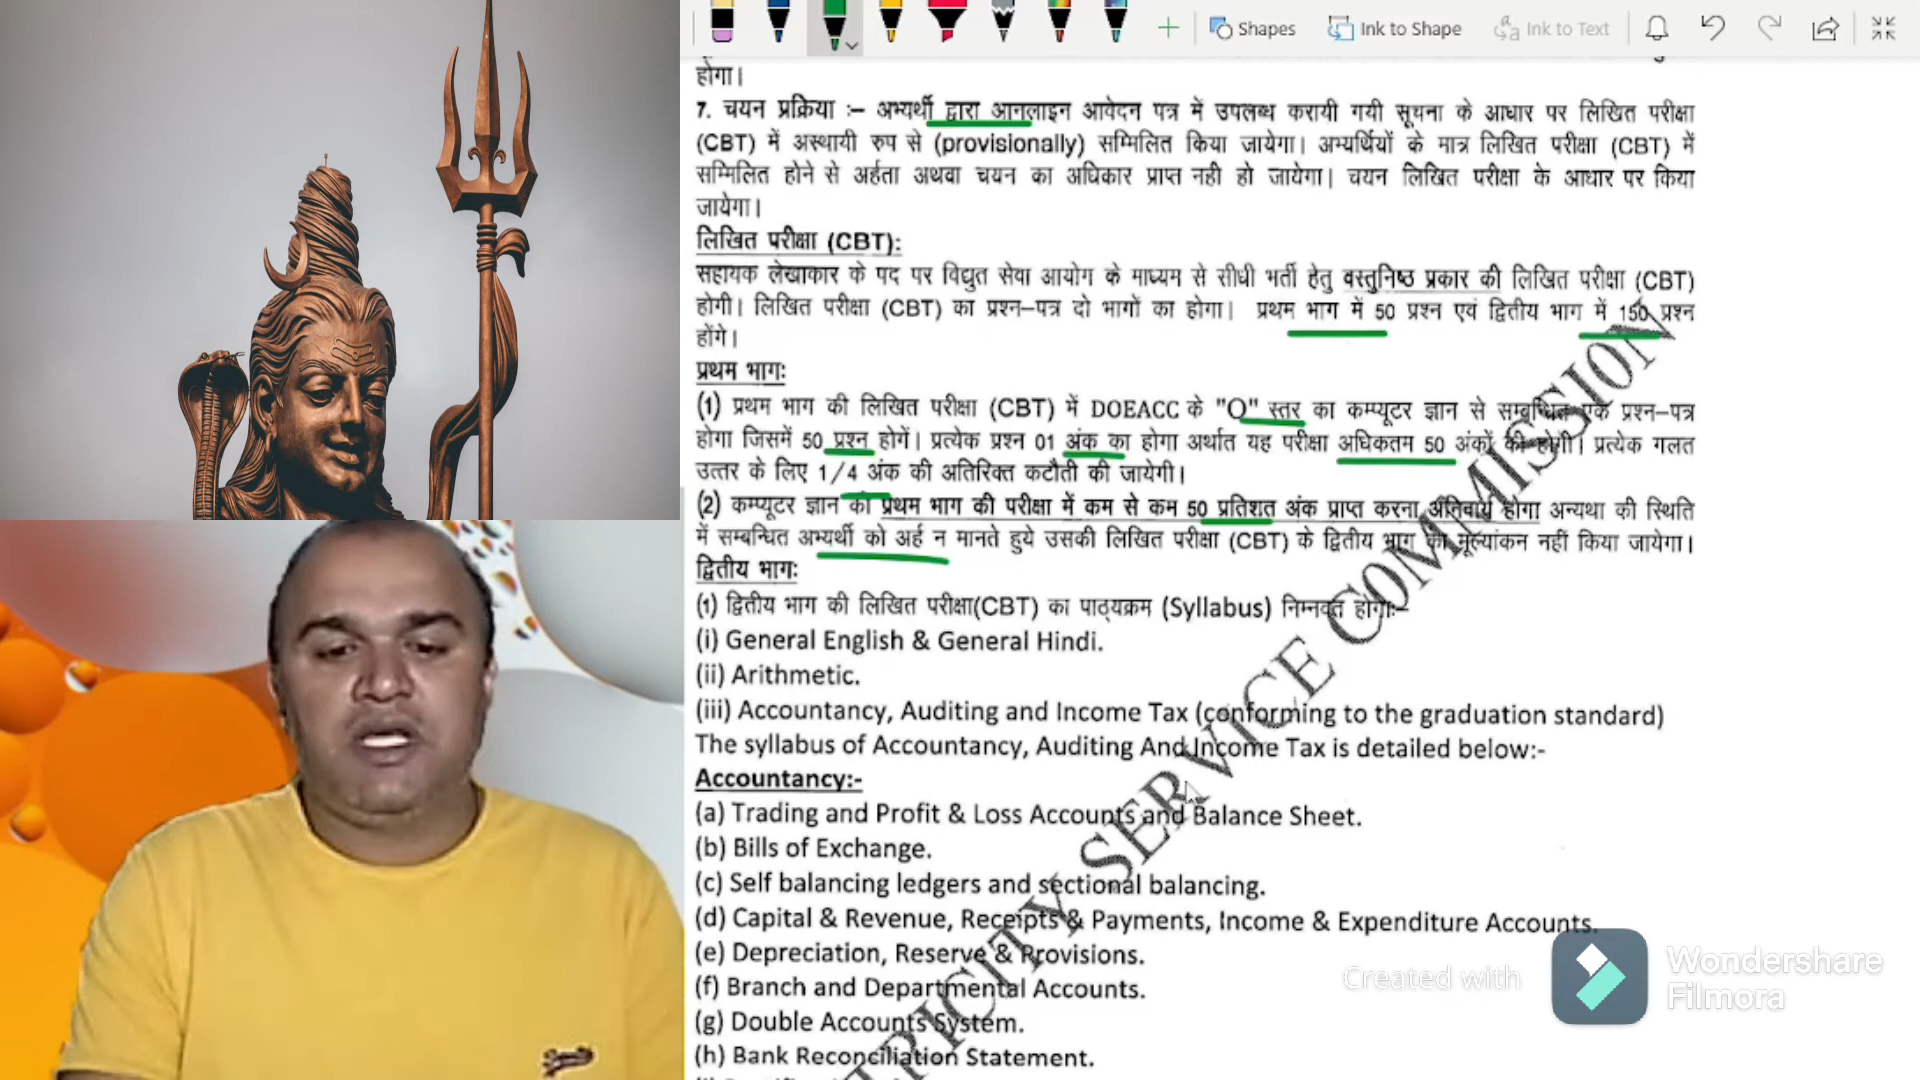 Shapes
Ink to Shape
Ink to Text
होगा।
7. चयन प्रक्रिया :– अभ्यर्थी द्वारा आनलाइन आवेदन पत्र में उपलब्ध करायी गयी सूचना के आधार पर लिखित परीक्षा
(CBT) में अस्थायी रुप से (provisionally) सम्मिलित किया जायेगा। अभ्यर्थियों के मात्र लिखित परीक्षा (CBT) में
सम्मिलित होने से अर्हता अथवा चयन का अधिकार प्राप्त नही हो जायेगा। चयन लिखित परीक्षा के आधार पर किया
जायेगा।
लिखित परीक्षा (CBT):
सहायक लेखाकार के पद पर विद्युत सेवा आयोग के माध्यम से सीधी भर्ती हेतु वस्तुनिष्ठ प्रकार की लिखित परीक्षा (CBT)
होगी। लिखित परीक्षा (CBT) का प्रश्न–पत्र दो भागों का होगा। प्रथम भाग में 50 प्रश्न एवं द्वितीय भाग में 150 प्रश्न
होंगे।
प्रथम भागः
(1) प्रथम भाग की लिखित परीक्षा (CBT) में DOEACC के "O" स्तर का कम्प्यूटर ज्ञान से सम्बन्धित एक प्रश्न–पत्र
होगा जिसमें 50 प्रश्न होगें। प्रत्येक प्रश्न 01 अंक का होगा अर्थात यह परीक्षा अधिकतम 50 अंकों की होगी। प्रत्येक गलत
उत्तर के लिए 1/4 अंक की अतिरिक्त कटौती की जायेगी।
(2) कम्प्यूटर ज्ञान की प्रथम भाग की परीक्षा में कम से कम 50 प्रतिशत अंक प्राप्त करना अनिवार्य होगा अन्यथा की स्थिति
में सम्बन्धित अभ्यर्थी को अर्ह न मानते हुये उसकी लिखित परीक्षा (CBT) के द्वितीय भाग का मूल्यांकन नहीं किया जायेगा।
द्वितीय भागः
(1) द्वितीय भाग की लिखित परीक्षा(CBT) का पाठ्यक्रम (Syllabus) निम्नवत होगाः–
(i) General English & General Hindi.
(ii) Arithmetic.
(iii) Accountancy, Auditing and Income Tax (conforming to the graduation standard)
The syllabus of Accountancy, Auditing And Income Tax is detailed below:-
Accountancy:-
(a) Trading and Profit & Loss Accounts and Balance Sheet.
(b) Bills of Exchange.
(c) Self balancing ledgers and sectional balancing.
(d) Capital & Revenue, Receipts & Payments, Income & Expenditure Accounts.
(e) Depreciation, Reserve & Provisions.
(f) Branch and Departmental Accounts.
(g) Double Accounts System.
(h) Bank Reconciliation Statement.
TRICITY SERVICE COMMISSION
Created with
Wondershare
Filmora